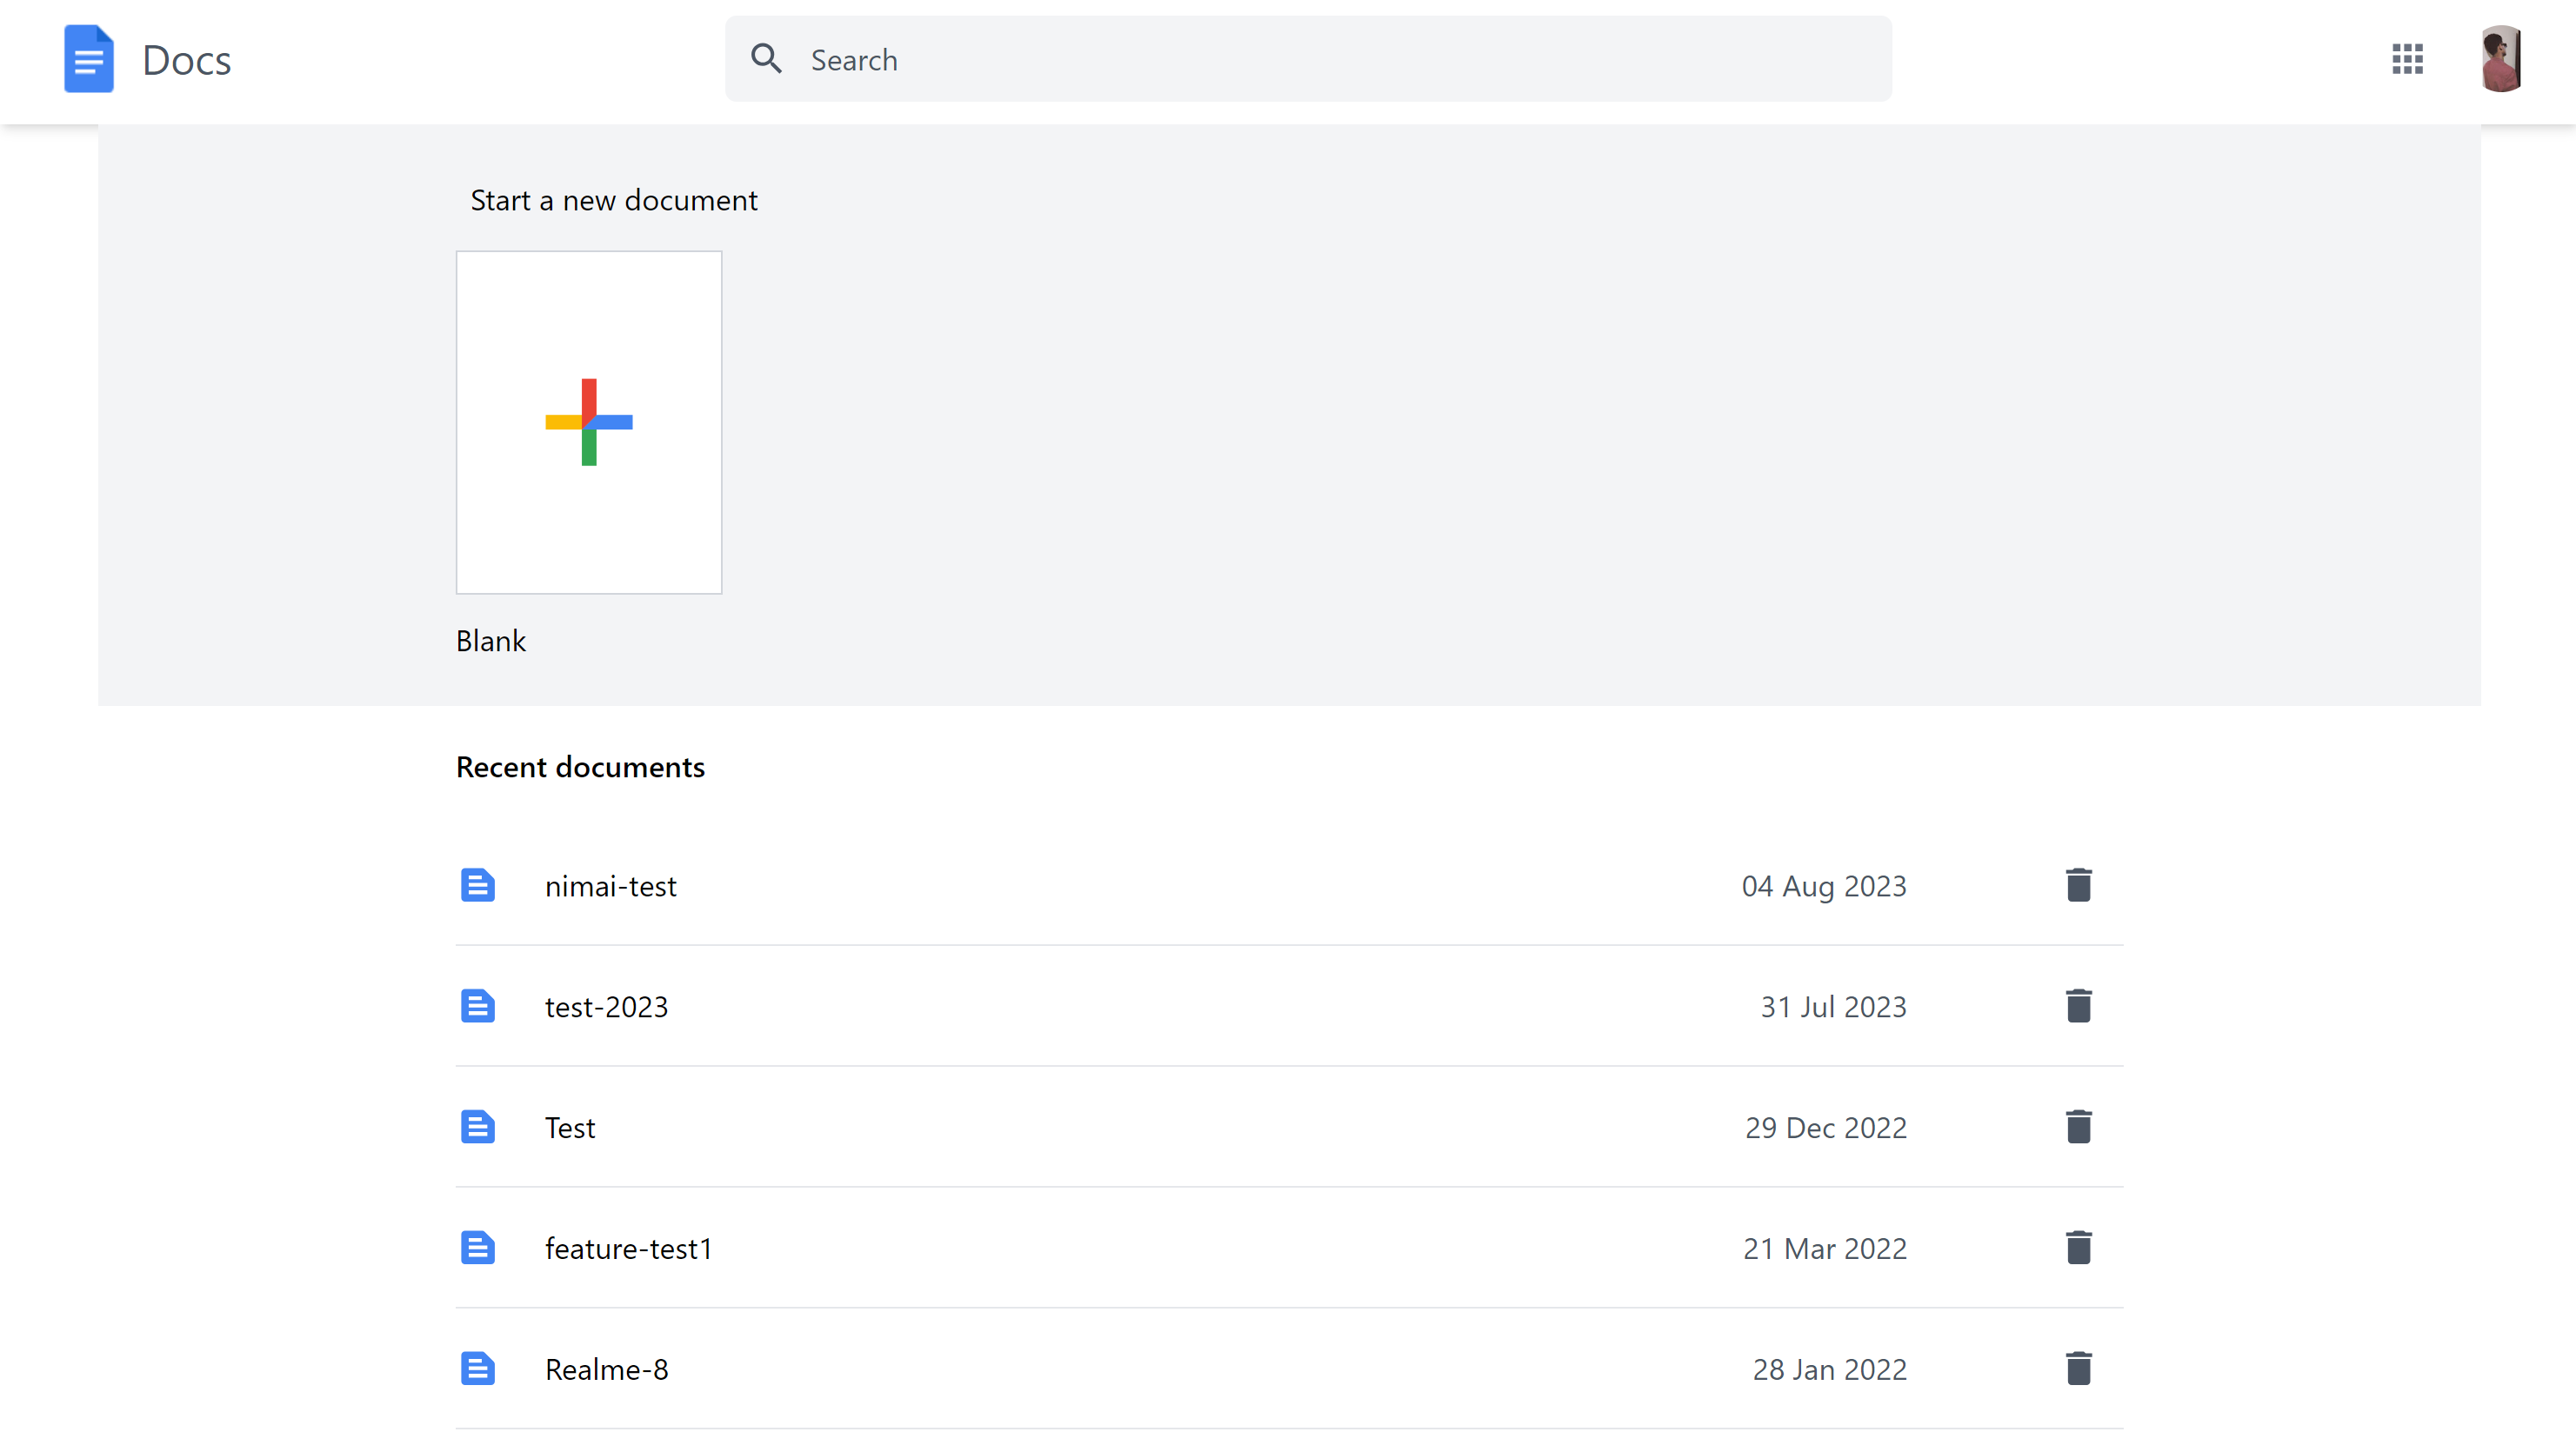 Docs
Search
Start a new document
Blank
Recent documents
nimai-test 04 Aug 2023
test-2023 31 Jul 2023
Test 29 Dec 2022
feature-test1 21 Mar 2022
Realme-8 28 Jan 2022